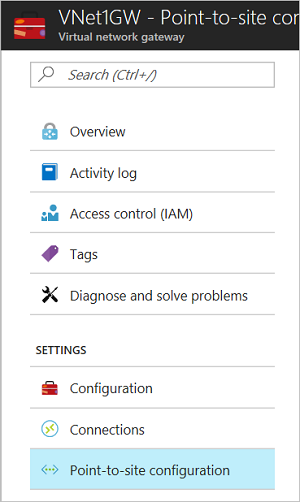 VNet1GW - Point-to-site
Virtual network gateway
Search (Ctrl+/)
Overview
Activity log
Access control (IAM)
Tags
Diagnose and solve problems
SETTINGS
Configuration
Connections
Point-to-site configuration